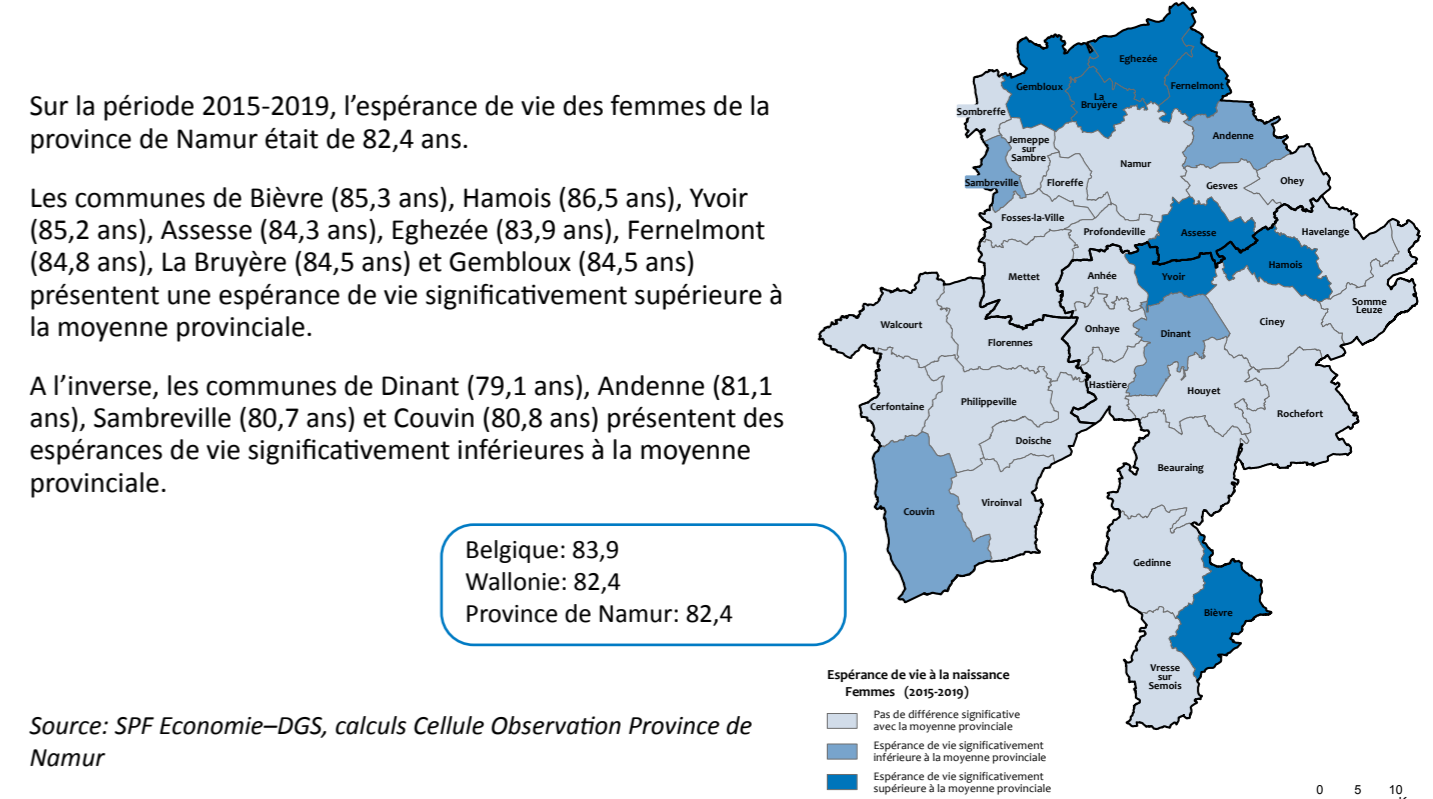 Sur la période 2015-2019, l’espérance de vie des femmes de la
province de Namur était de 82,4 ans.
Les communes de Bièvre (85,3 ans), Hamois (86,5 ans), Yvoir
(85,2 ans), Assesse (84,3 ans), Eghezée (83,9 ans), Fernelmont
(84,8 ans), La Bruyère (84,5 ans) et Gembloux (84,5 ans)
présentent une espérance de vie significativement supérieure à
la moyenne provinciale.
A l’inverse, les communes de Dinant (79,1 ans), Andenne (81,1
ans), Sambreville (80,7 ans) et Couvin (80,8 ans) présentent des
espérances de vie significativement inférieures à la moyenne
provinciale.
Belgique: 83,9
Wallonie: 82,4
Province de Namur: 82,4
Source: SPF Economie–DGS, calculs Cellule Observation Province de
Namur
Eghezée
Gembloux
Fernelmont
La
Bruyère
Sombreffe
Andenne
Jemeppe
sur
Sambre
Namur
Sambreville
Floreffe
Gesves
Ohey
Fosses-la-Ville
Profondeville
Assesse
Havelange
Mettet
Anhée
Yvoir
Hamois
Somme
Leuze
Walcourt
Florennes
Onhaye
Dinant
Ciney
Hastière
Houyet
Cerfontaine
Philippeville
Rochefort
Doische
Beauraing
Couvin
Viroinval
Gedinne
Bièvre
Vresse
sur
Semois
Espérance de vie à la naissance
Femmes (2015-2019)
Pas de différence significative
avec la moyenne provinciale
Espérance de vie significativement
inférieure à la moyenne provinciale
Espérance de vie significativement
supérieure à la moyenne provinciale
0 5 10